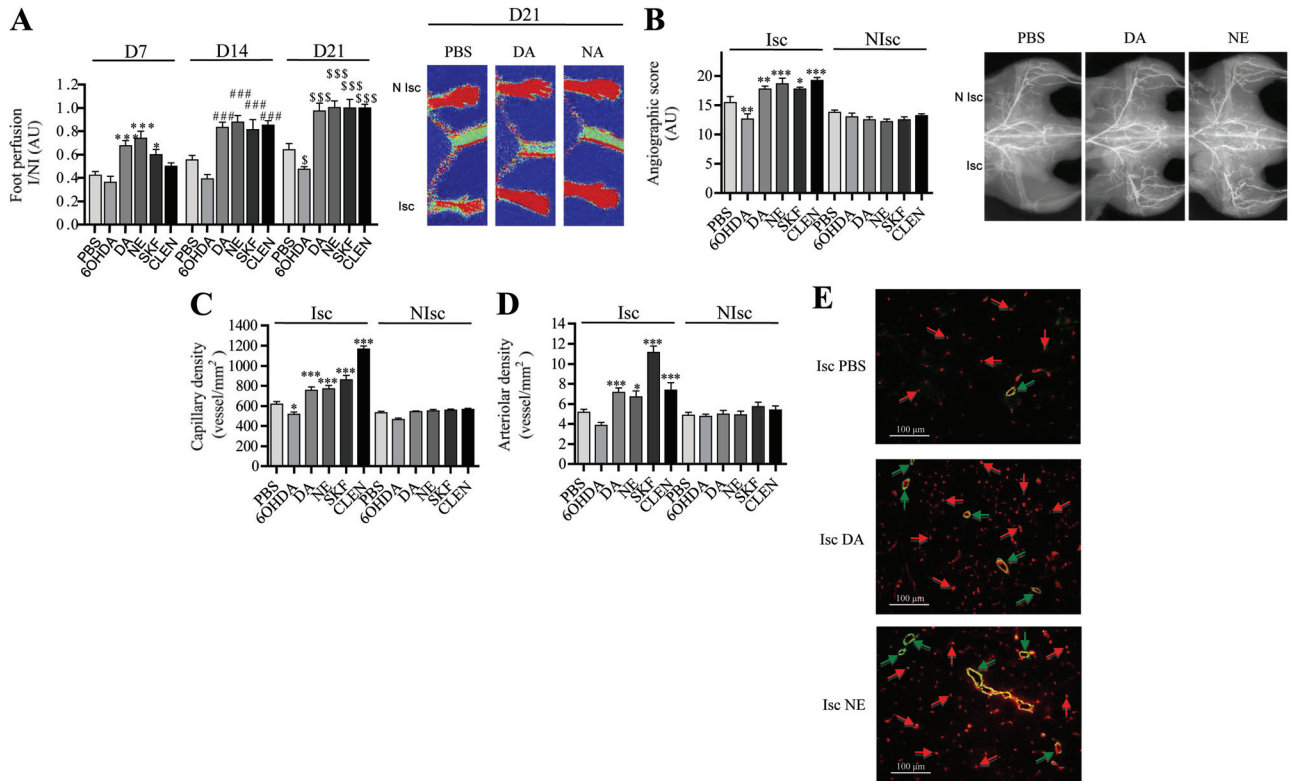 A
D7
D14
D21
Foot perfusion
I/NI (AU)
1.2
1.0
0.8
0.6
0.4
0.2
0
***
***
*
###
###
###
###
$
$$$
$$$
$$$
$$$
PBS
6OHDA
DA
NE
SKF
CLEN
PBS
6OHDA
DA
NE
SKF
CLEN
PBS
6OHDA
DA
NE
SKF
CLEN
D21
PBS
DA
NA
N Isc
Isc
B
Isc
NIsc
Angiographic score
(AU)
20
15
10
5
0
**
**
***
*
***
PBS
6OHDA
DA
NE
SKF
CLEN
PBS
6OHDA
DA
NE
SKF
CLEN
PBS
DA
NE
N Isc
Isc
C
Isc
NIsc
Capillary density
(vessel/mm²)
1400
1200
1000
800
600
400
200
0
*
***
***
***
***
PBS
6OHDA
DA
NE
SKF
CLEN
PBS
6OHDA
DA
NE
SKF
CLEN
D
Isc
NIsc
Arteriolar density
(vessel/mm²)
14
12
10
8
6
4
2
0
***
*
***
***
PBS
6OHDA
DA
NE
SKF
CLEN
PBS
6OHDA
DA
NE
SKF
CLEN
E
Isc PBS
100 µm
Isc DA
100 µm
Isc NE
100 µm